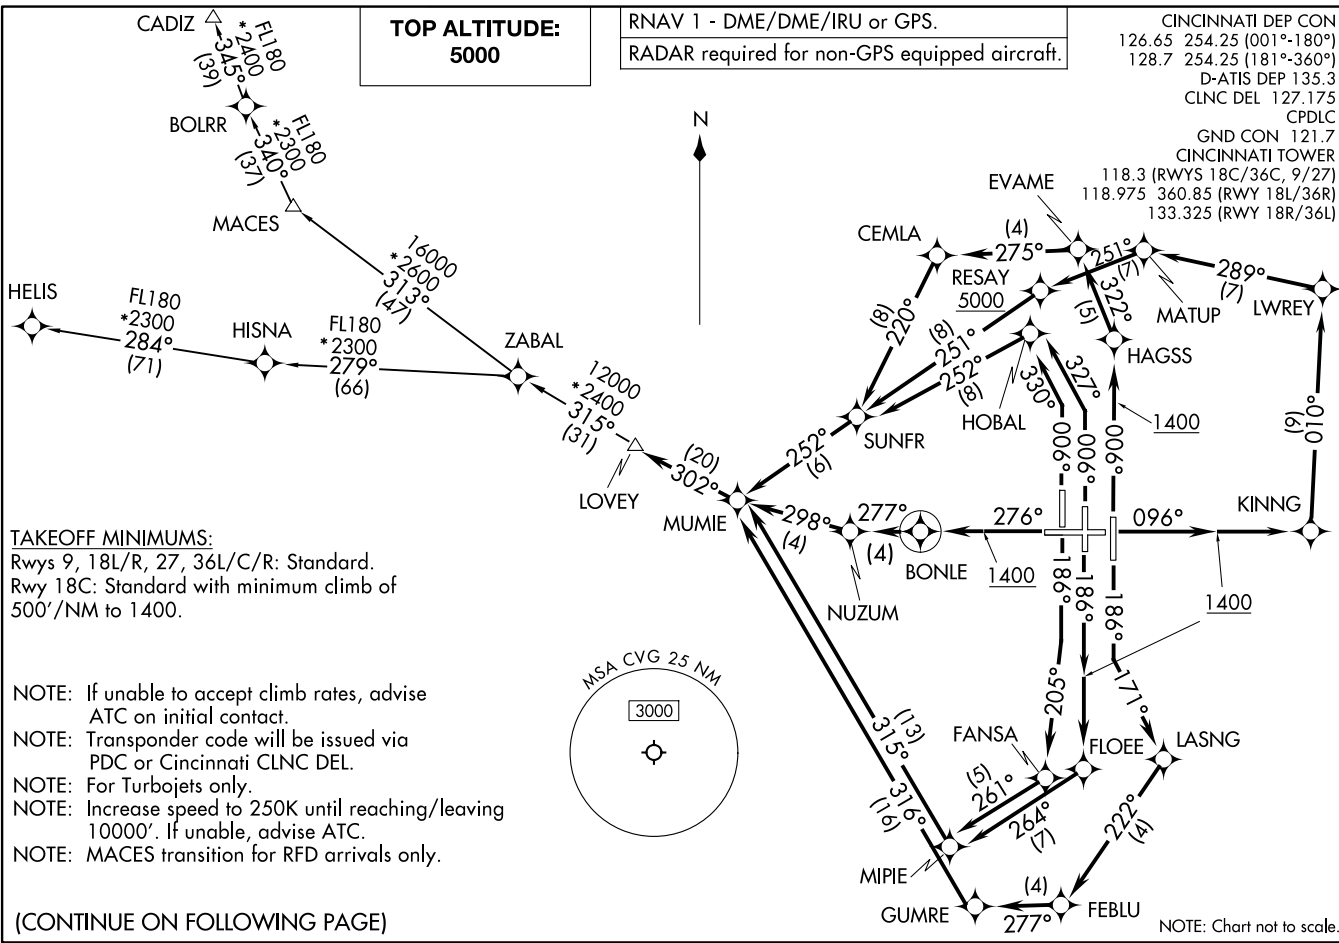 CADIZ
FL180
*2400
345°
(39)
BOLRR
FL180
*2300
340°
(37)
MACES
TOP ALTITUDE:
5000
RNAV 1 - DME/DME/IRU or GPS.
RADAR required for non-GPS equipped aircraft.
CINCINNATI DEP CON
126.65 254.25 (001°-180°)
128.7 254.25 (181°-360°)
D-ATIS DEP 135.3
CLNC DEL 127.175
CPDLC
GND CON 121.7
CINCINNATI TOWER
118.3 (RWYS 18C/36C, 9/27)
118.975 360.85 (RWY 18L/36R)
133.325 (RWY 18R/36L)
N
16000
*2600
313°
(47)
HELIS
FL180
*2300
284°
(71)
HISNA
FL180
*2300
279°
(66)
ZABAL
12000
*2400
315°
(31)
LOVEY
(20)
302°
MUMIE
EVAME
CEMLA
(4)
275°
RESAY
5000
251°
(7)
MATUP
289°
(7)
LWREY
322°
(5)
HAGSS
(8)
220°
(8)
251°
252°
(8)
HOBAL
330°
327°
006°
006°
006°
1400
SUNFR
252°
(6)
(9)
010°
KINNG
298°
(4)
277°
(4)
NUZUM
BONLE
276°
1400
096°
1400
186°
186°
186°
205°
171°
FANSA
FLOEE
LASNG
(5)
261°
264°
(7)
222°
(4)
(13)
315°
316°
(16)
MIPIE
GUMRE
(4)
277°
FEBLU
TAKEOFF MINIMUMS:
Rwys 9, 18L/R, 27, 36L/C/R: Standard.
Rwy 18C: Standard with minimum climb of
500'/NM to 1400.
NOTE: If unable to accept climb rates, advise
ATC on initial contact.
NOTE: Transponder code will be issued via
PDC or Cincinnati CLNC DEL.
NOTE: For Turbojets only.
NOTE: Increase speed to 250K until reaching/leaving
10000'. If unable, advise ATC.
NOTE: MACES transition for RFD arrivals only.
MSA CVG 25 NM
3000
(CONTINUE ON FOLLOWING PAGE)
NOTE: Chart not to scale.